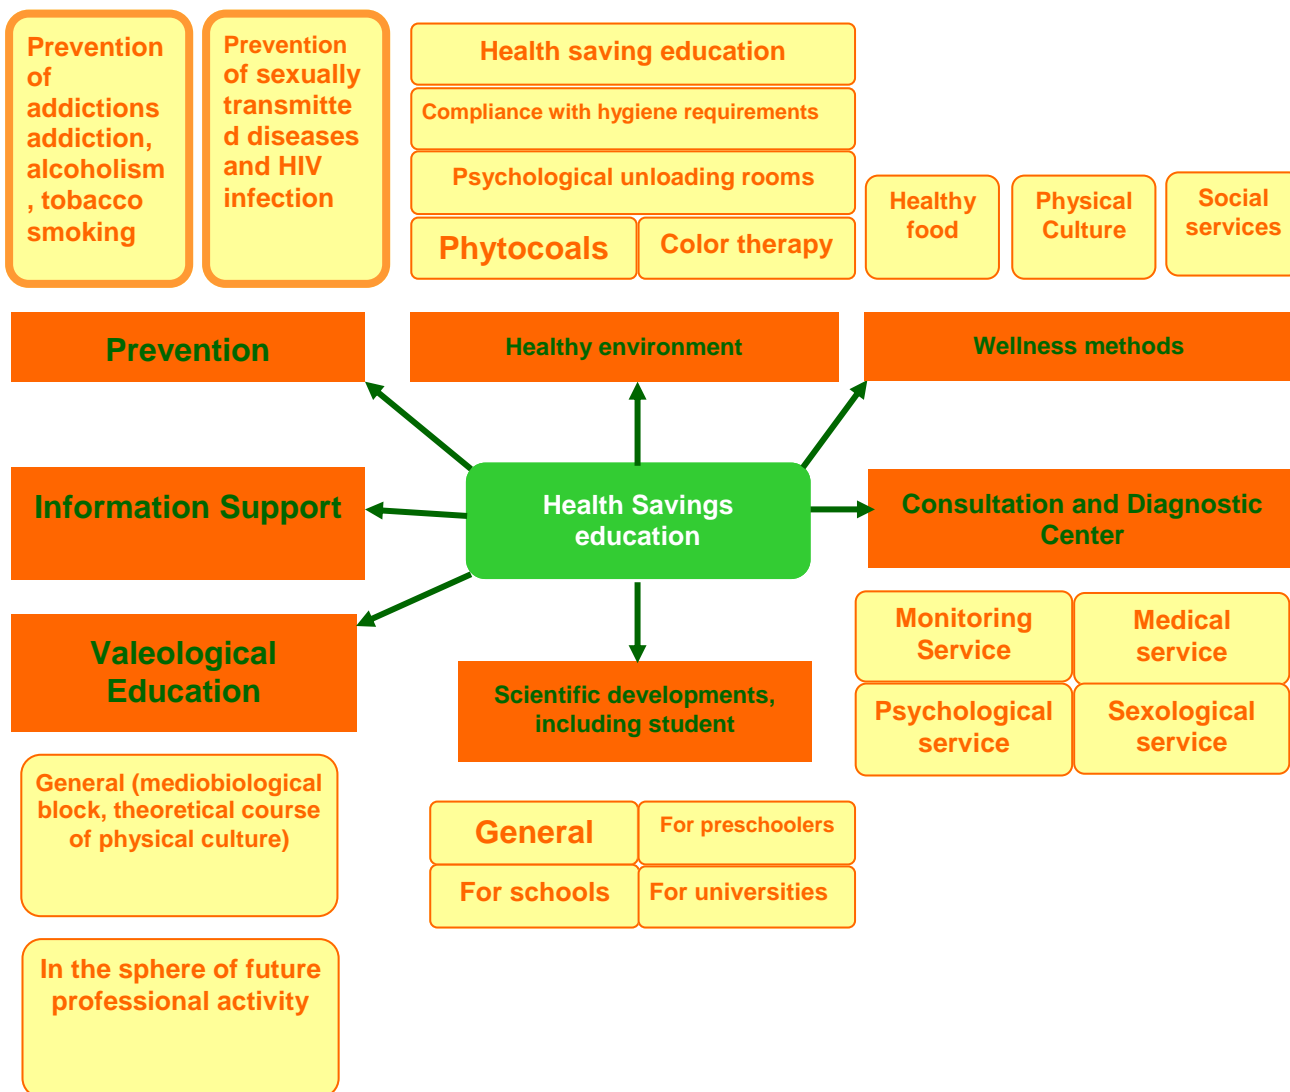 Prevention
of
addictions
addiction,
alcoholism
, tobacco
smoking
Prevention
of sexually
transmitte
d diseases
and HIV
infection
Health saving education
Compliance with hygiene requirements
Psychological unloading rooms
Phytocoals
Color therapy
Healthy
food
Physical
Culture
Social
services
Prevention
Healthy environment
Wellness methods
Information Support
Health Savings
education
Consultation and Diagnostic
Center
Valeological
Education
Scientific developments,
including student
Monitoring
Service
Medical
service
Psychological
service
Sexological
service
General (mediobiological
block, theoretical course
of physical culture)
General
For preschoolers
For schools
For universities
In the sphere of future
professional activity